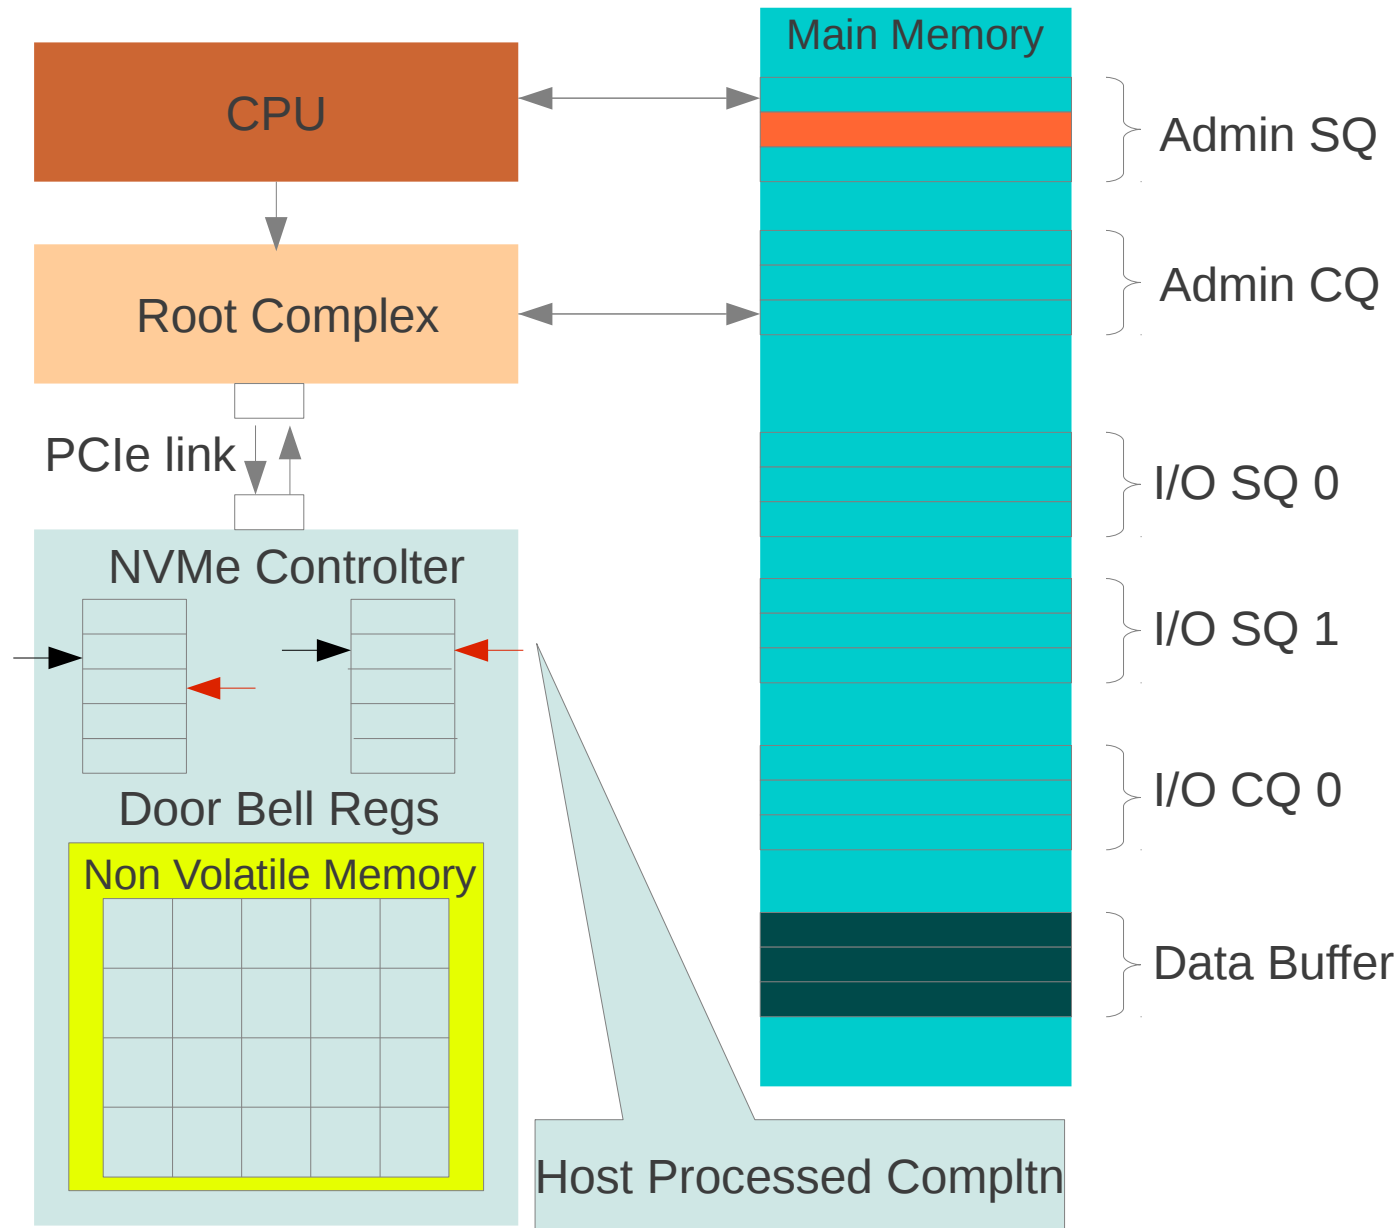 Main Memory
CPU
Admin SQ
Admin CQ
Root Complex
PCIe link
I/O SQ 0
NVMe Controlter
I/O SQ 1
Door Bell Regs
I/O CQ 0
Non Volatile Memory
Data Buffer
Host Processed Compltn